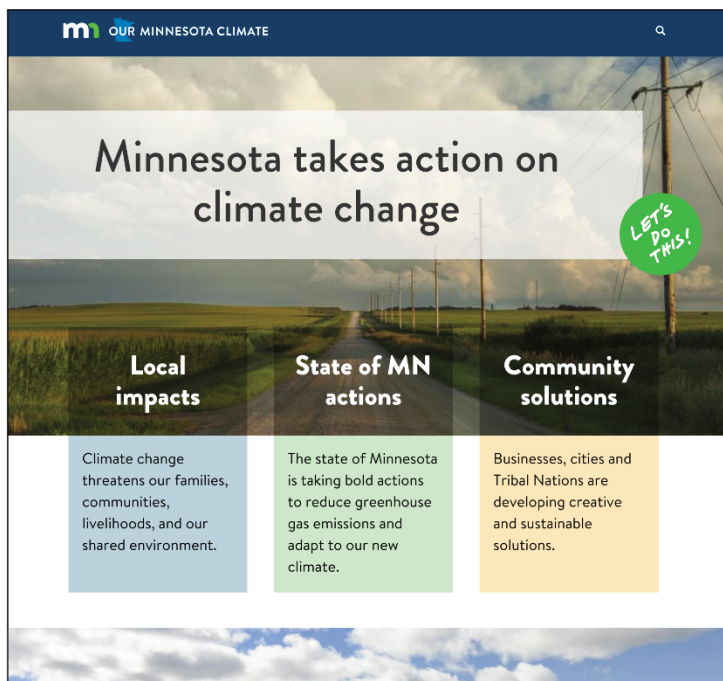 mn OUR MINNESOTA CLIMATE
Minnesota takes action on
climate change
LET'S
DO
THIS!
Local
impacts
State of MN
actions
Community
solutions
Climate change
threatens our families,
communities,
livelihoods, and our
shared environment.
The state of Minnesota
is taking bold actions
to reduce greenhouse
gas emissions and
adapt to our new
climate.
Businesses, cities and
Tribal Nations are
developing creative
and sustainable
solutions.